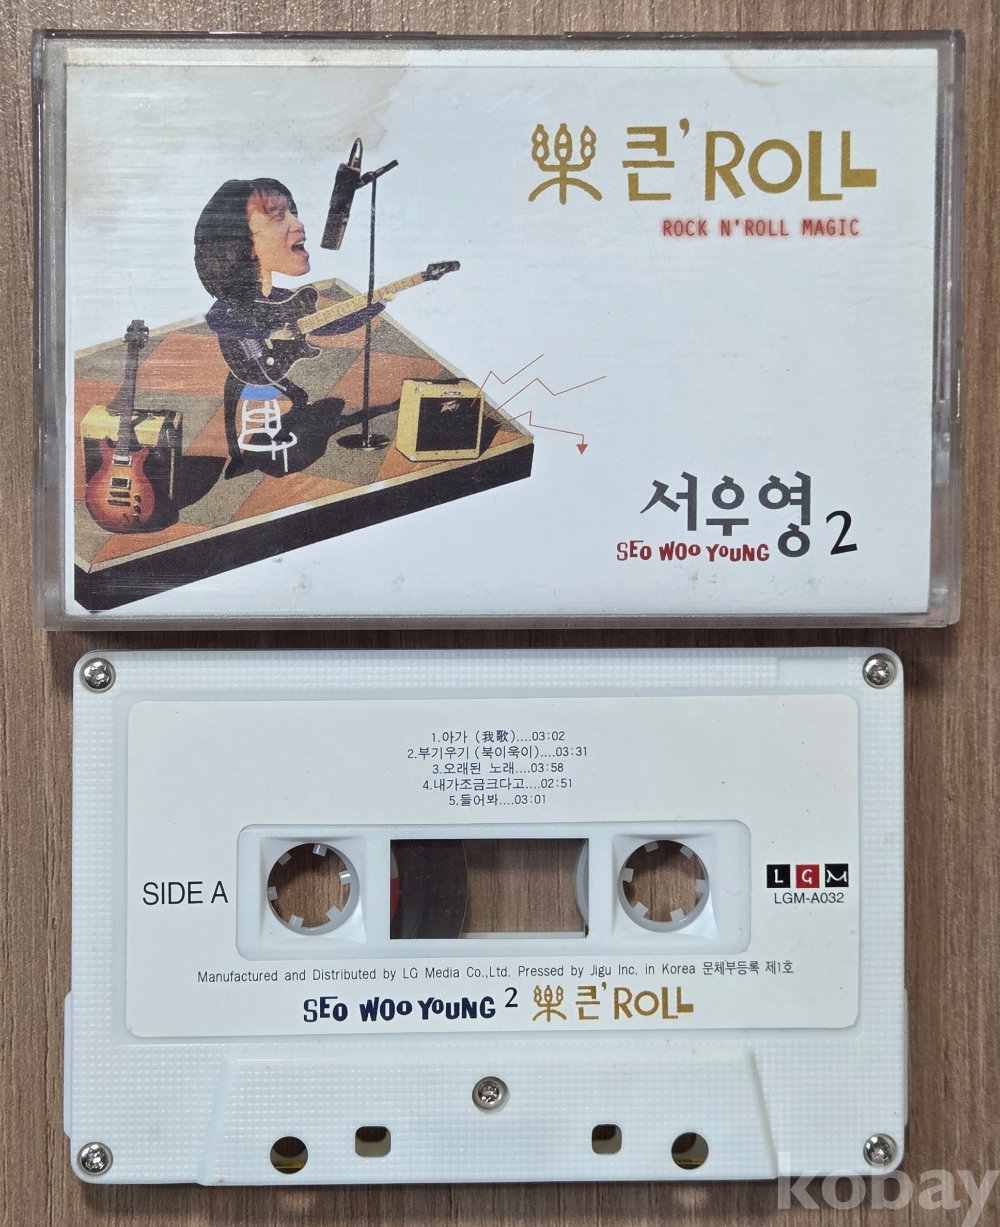 樂 큰' ROLL
ROCK N'ROLL MAGIC
서우영 2
SEO WOO YOUNG
1.아가 (我歌)....03:02
2.부기우기 (북이욱이)....03:31
3.오래된 노래....03:58
4.내가조금크다고....02:51
5.들어봐....03:01
SIDE A
LGM
LGM-A032
Manufactured and Distributed by LG Media Co.,Ltd. Pressed by Jigu Inc. in Korea 문체부등록 제1호
SEO WOO YOUNG 2 樂 큰' ROLL
kobay